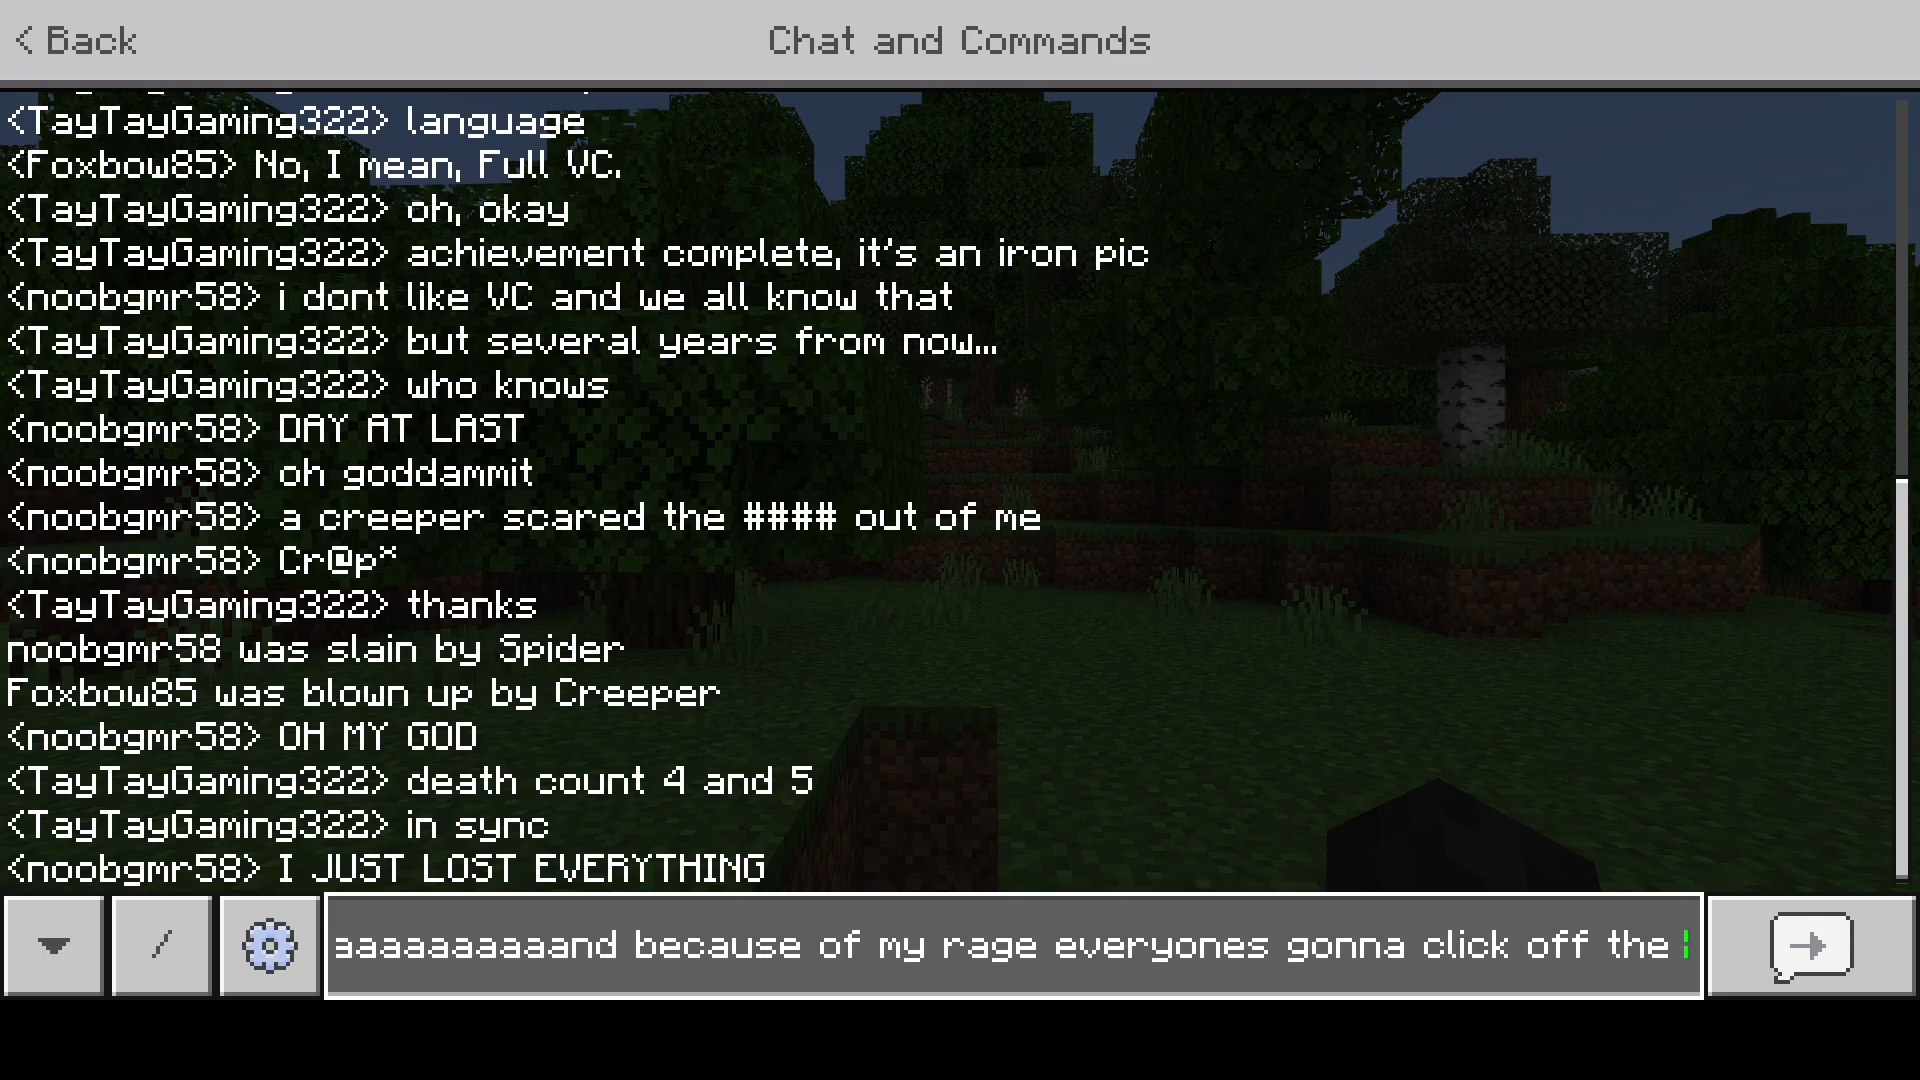 < Back
Chat and Commands
<TayTayGaming322> language
<Foxbow85> No, I mean, Full VC.
<TayTayGaming322> oh, okay
<TayTayGaming322> achievement complete, it's an iron pic
<noobgmr58> i dont like VC and we all know that
<TayTayGaming322> but several years from now...
<TayTayGaming322> who knows
<noobgmr58> DAY AT LAST
<noobgmr58> oh goddammit
<noobgmr58> a creeper scared the #### out of me
<noobgmr58> Cr@p*
<TayTayGaming322> thanks
noobgmr58 was slain by Spider
Foxbow85 was blown up by Creeper
<noobgmr58> OH MY GOD
<TayTayGaming322> death count 4 and 5
<TayTayGaming322> in sync
<noobgmr58> I JUST LOST EVERYTHING
/
aaaaaaaaaaand because of my rage everyones gonna click off the